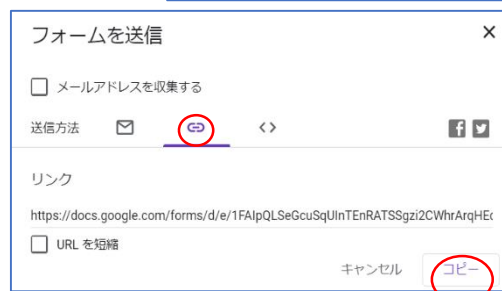 フォームを送信
メールアドレスを収集する
送信方法
リンク
https://docs.google.com/forms/d/e/1FAIpQLSeGcuSqUInTEnRATSSgzi2CWhrArqHEc
URL を短縮
キャンセル コピー